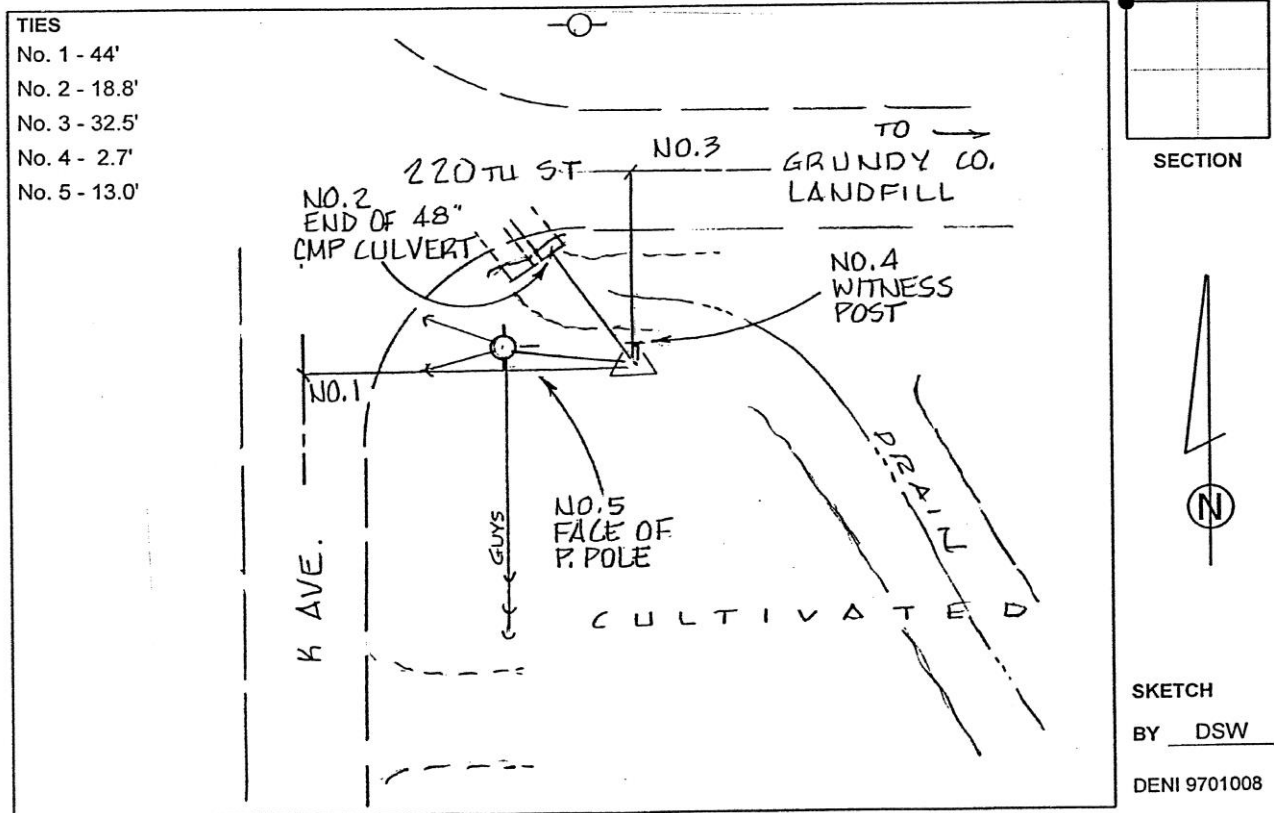 TIES
No. 1 - 44'
No. 2 - 18.8'
No. 3 - 32.5'
No. 4 - 2.7'
No. 5 - 13.0'
TO
220TH ST
NO.3
GRUNDY CO.
LANDFILL
NO.2
END OF 48"
CMP CULVERT
NO.4
WITNESS
POST
NO.1
NO.5
FACE OF
P. POLE
GUYS
K AVE.
DRAIN
CULTIVATED
SECTION
N
SKETCH
BY DSW
DENI 9701008